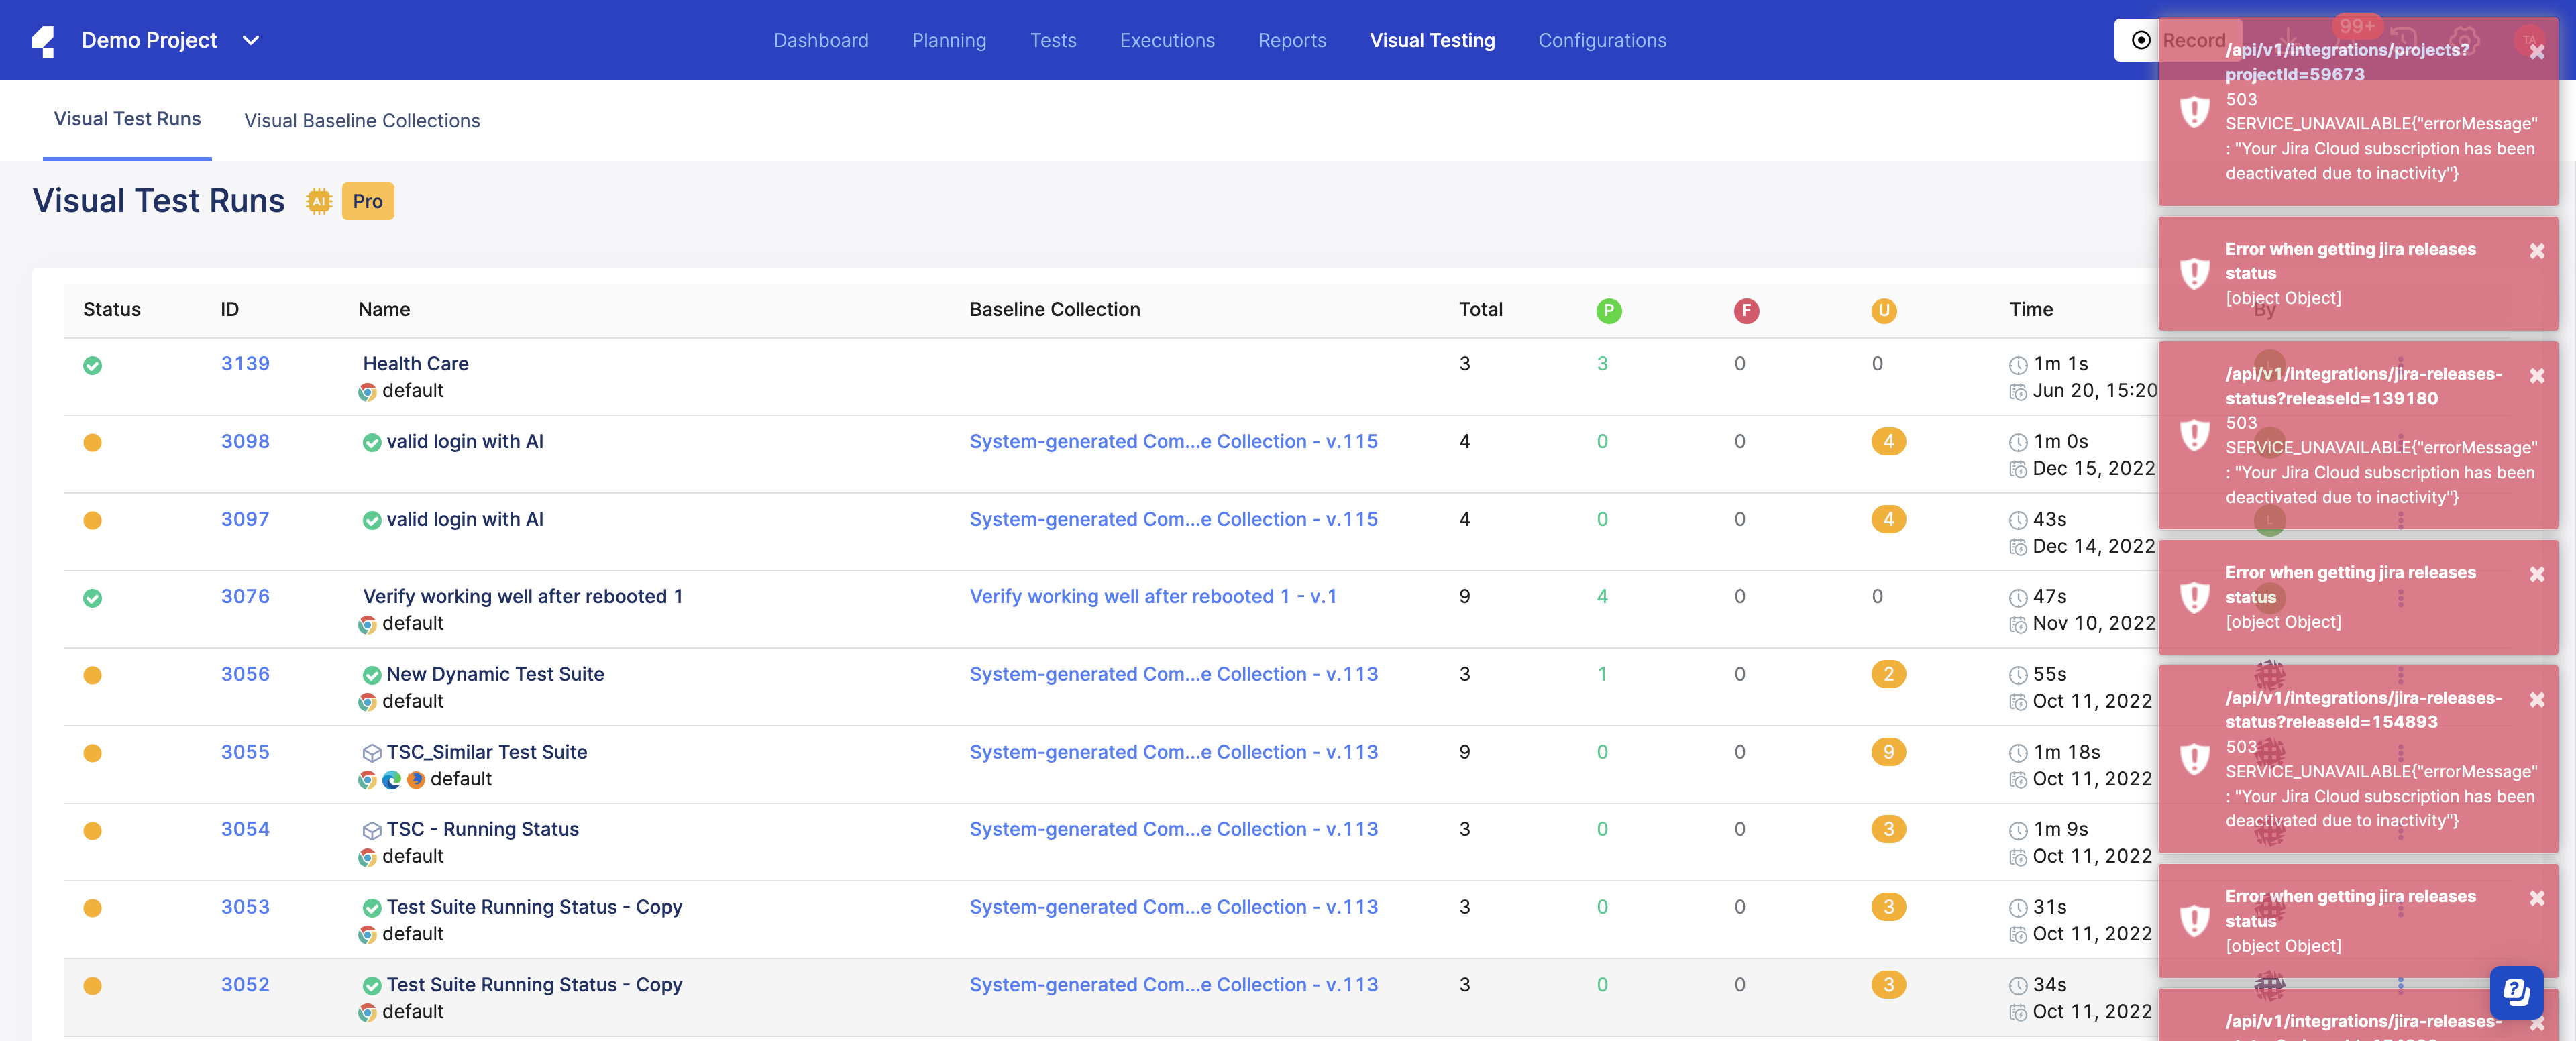 Demo Project
Dashboard
Planning
Tests
Executions
Reports
Visual Testing
Configurations
Record
99+
TA
Visual Test Runs
Visual Baseline Collections
Visual Test Runs
AI
Pro
Status
ID
Name
Baseline Collection
Total
P
F
U
Time
By
3139
Health Care
default
3
3
0
0
1m 1s
Jun 20, 15:20
3098
valid login with AI
System-generated Com...e Collection - v.115
4
0
0
4
1m 0s
Dec 15, 2022
3097
valid login with AI
System-generated Com...e Collection - v.115
4
0
0
4
43s
Dec 14, 2022
L
3076
Verify working well after rebooted 1
default
Verify working well after rebooted 1 - v.1
9
4
0
0
47s
Nov 10, 2022
3056
New Dynamic Test Suite
default
System-generated Com...e Collection - v.113
3
1
0
2
55s
Oct 11, 2022
3055
TSC_Similar Test Suite
default
System-generated Com...e Collection - v.113
9
0
0
9
1m 18s
Oct 11, 2022
3054
TSC - Running Status
default
System-generated Com...e Collection - v.113
3
0
0
3
1m 9s
Oct 11, 2022
3053
Test Suite Running Status - Copy
default
System-generated Com...e Collection - v.113
3
0
0
3
31s
Oct 11, 2022
3052
Test Suite Running Status - Copy
default
System-generated Com...e Collection - v.113
3
0
0
3
34s
Oct 11, 2022
/api/v1/integrations/projects?
projectId=59673
503
SERVICE_UNAVAILABLE{"errorMessage"
: "Your Jira Cloud subscription has been
deactivated due to inactivity"}
Error when getting jira releases
status
[object Object]
/api/v1/integrations/jira-releases-
status?releaseId=139180
503
SERVICE_UNAVAILABLE{"errorMessage"
: "Your Jira Cloud subscription has been
deactivated due to inactivity"}
Error when getting jira releases
status
[object Object]
/api/v1/integrations/jira-releases-
status?releaseId=154893
503
SERVICE_UNAVAILABLE{"errorMessage"
: "Your Jira Cloud subscription has been
deactivated due to inactivity"}
Error when getting jira releases
status
[object Object]
/api/v1/integrations/jira-releases-